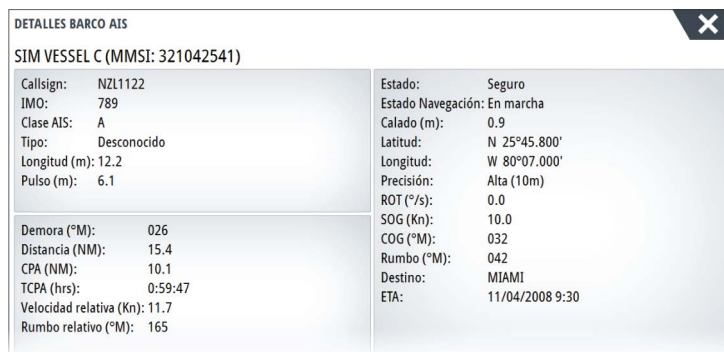 DETALLES BARCO AIS
SIM VESSEL C (MMSI: 321042541)
Callsign: NZL1122
IMO: 789
Clase AIS: A
Tipo: Desconocido
Longitud (m): 12.2
Pulso (m): 6.1
Demora (°M): 026
Distancia (NM): 15.4
CPA (NM): 10.1
TCPA (hrs): 0:59:47
Velocidad relativa (Kn): 11.7
Rumbo relativo (°M): 165
Estado: Seguro
Estado Navegación: En marcha
Calado (m): 0.9
Latitud: N 25°45.800'
Longitud: W 80°07.000'
Precisión: Alta (10m)
ROT (°/s): 0.0
SOG (Kn): 10.0
COG (°M): 032
Rumbo (°M): 042
Destino: MIAMI
ETA: 11/04/2008 9:30